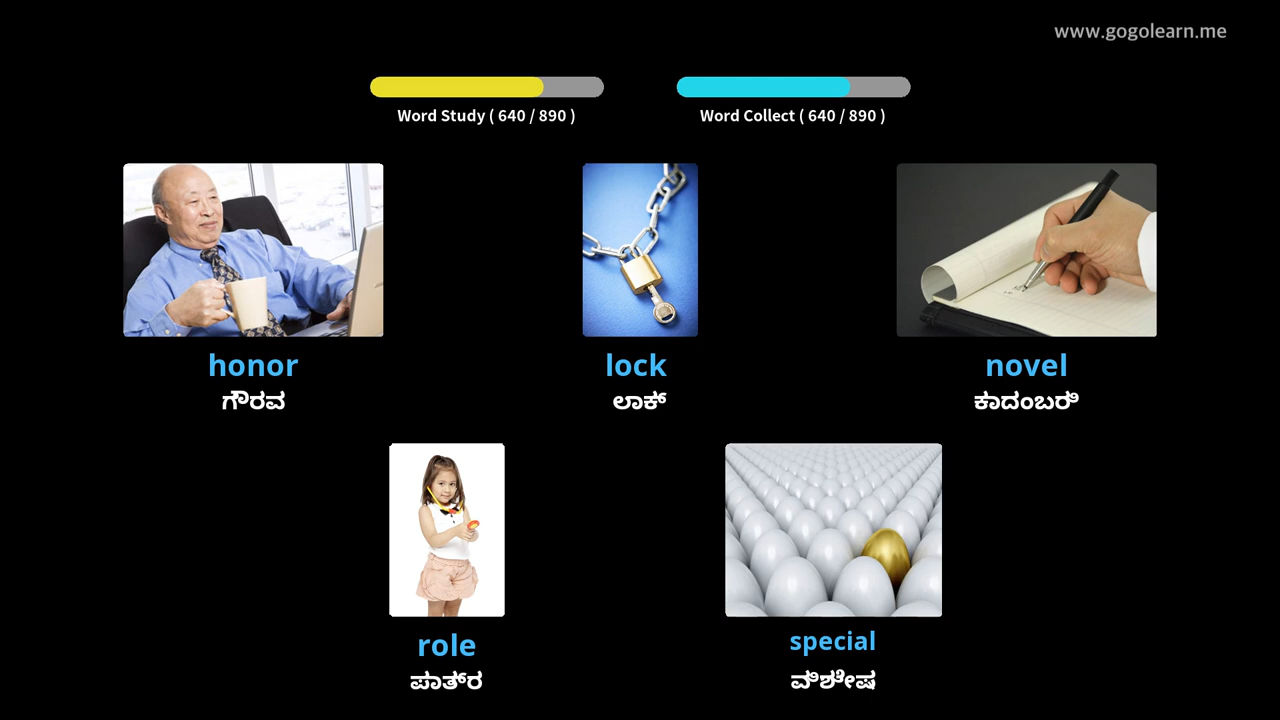 www.gogolearn.me
Word Study ( 640 / 890 )
Word Collect ( 640 / 890 )
honor
ಗೌರವ
lock
ಲಾಕ್
novel
ಕಾದಂಬರಿ
role
ಪಾತ್ರ
special
ವಿಶೇಷ